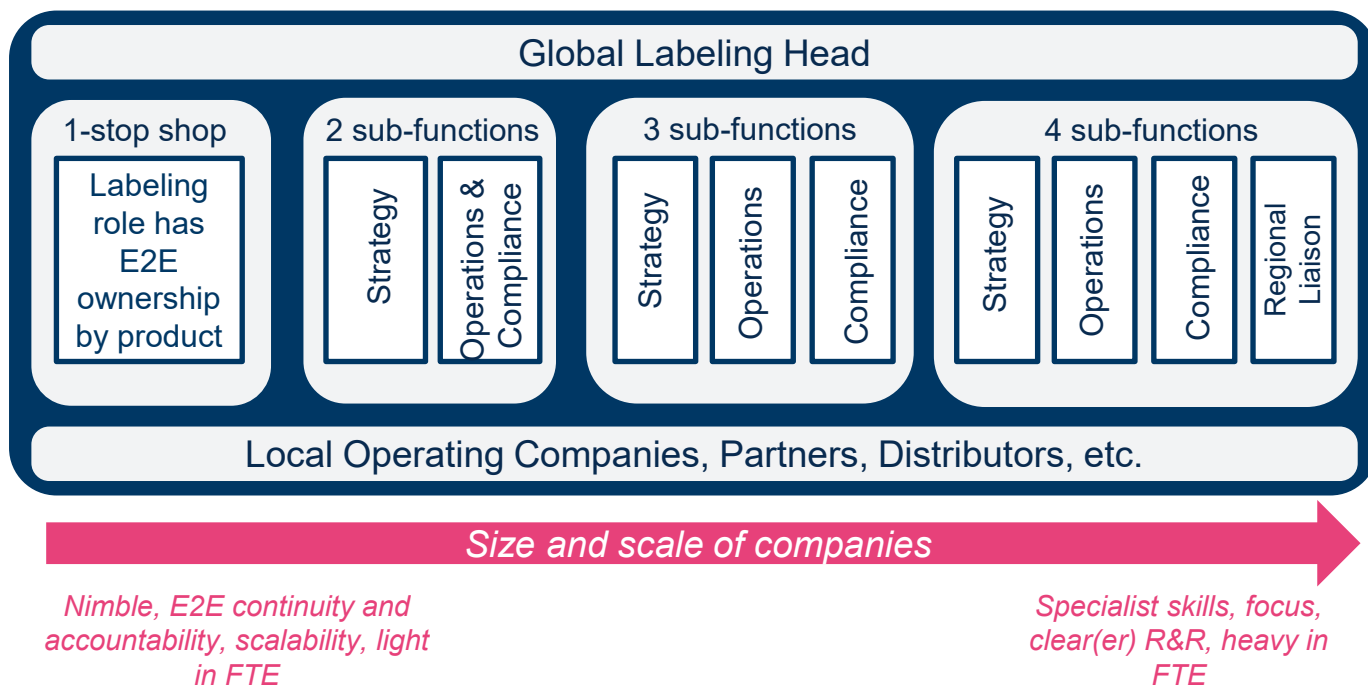 Global Labeling Head
1-stop shop
Labeling
role has
E2E
ownership
by product
2 sub-functions
Strategy
Operations &
Compliance
3 sub-functions
Strategy
Operations
Compliance
4 sub-functions
Strategy
Operations
Compliance
Regional
Liaison
Local Operating Companies, Partners, Distributors, etc.
Size and scale of companies
Nimble, E2E continuity and
accountability, scalability, light
in FTE
Specialist skills, focus,
clear(er) R&R, heavy in
FTE